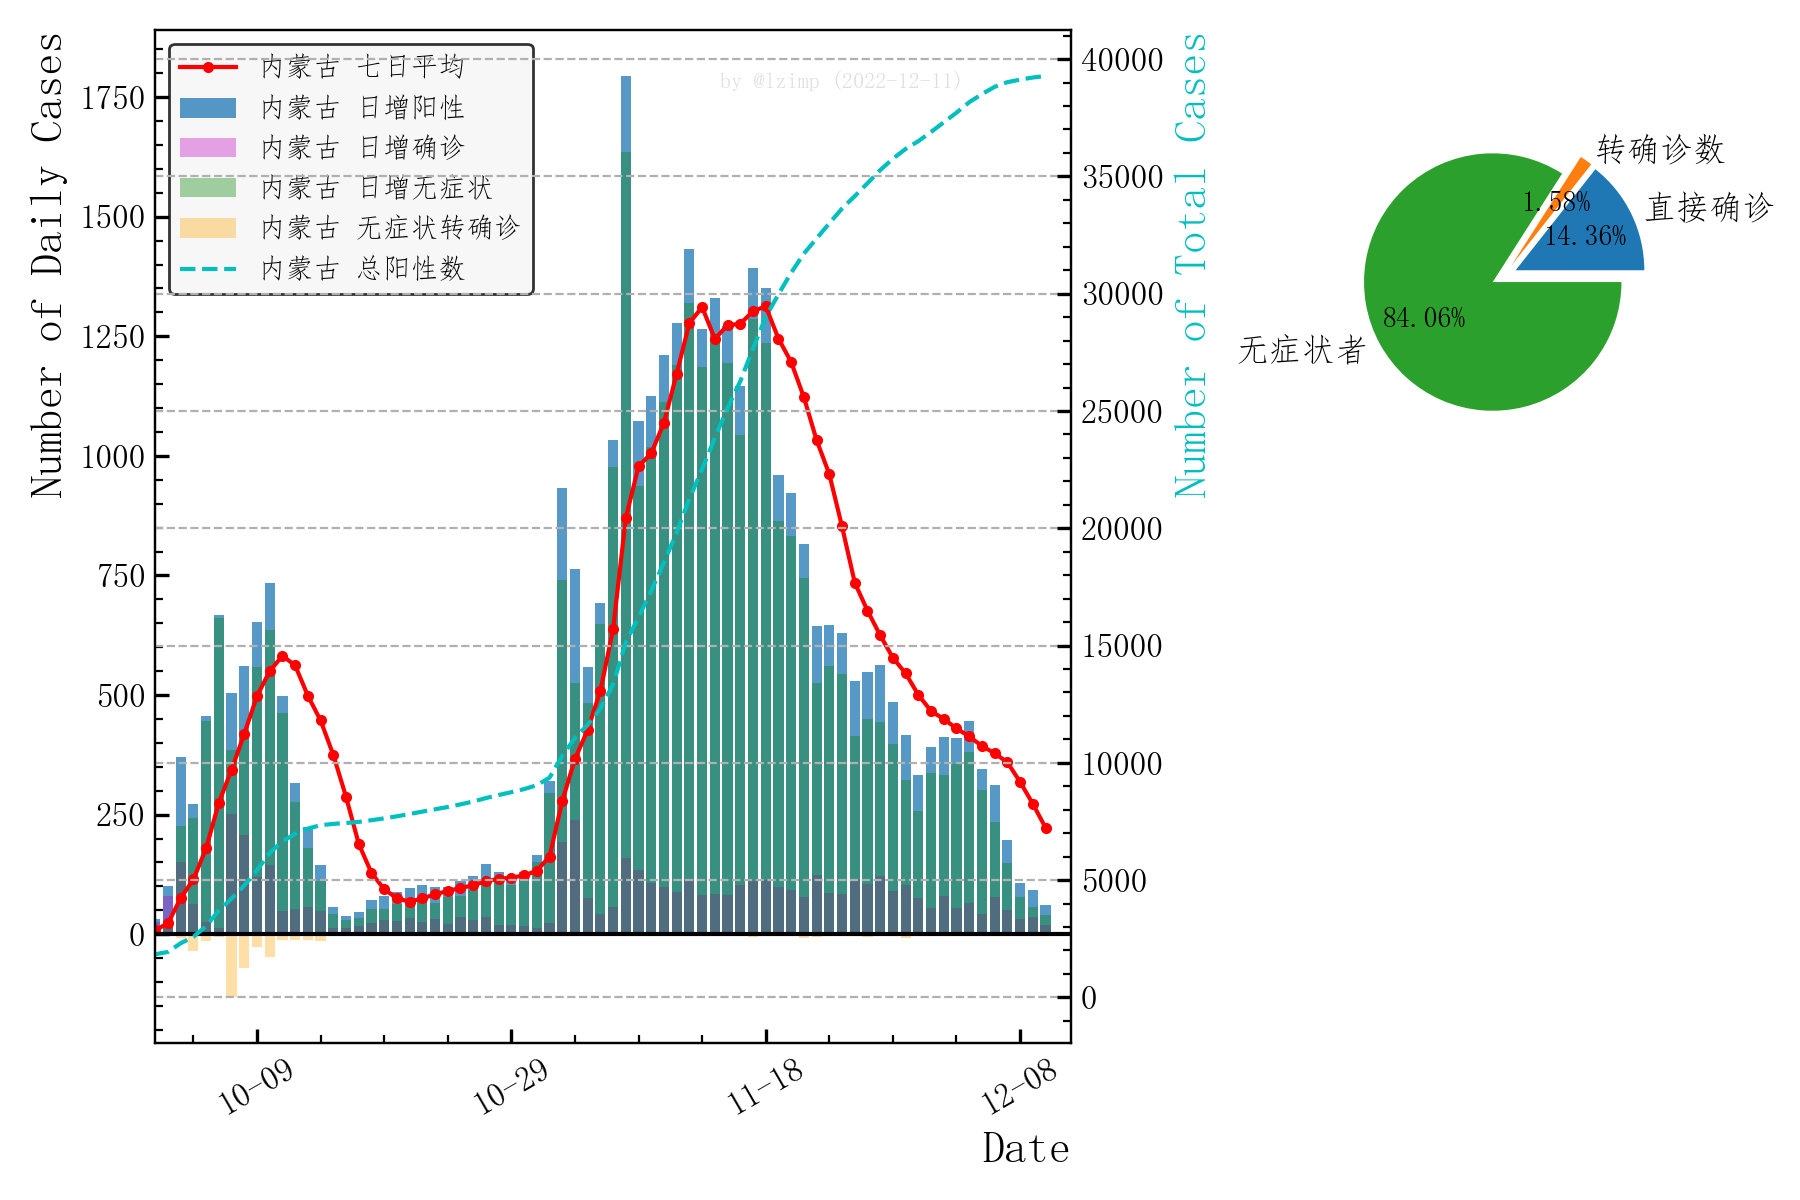 Number of Daily Cases
1750
1500
1250
1000
750
500
250
0
内蒙古 七日平均
内蒙古 日增阳性
内蒙古 日增确诊
内蒙古 日增无症状
内蒙古 无症状转确诊
内蒙古 总阳性数
by @lzimp (2022-12-11)
10-09
10-29
11-18
12-08
Date
40000
35000
30000
25000
20000
15000
10000
5000
0
Number of Total Cases
转确诊数
1.58%
直接确诊
14.36%
84.06%
无症状者